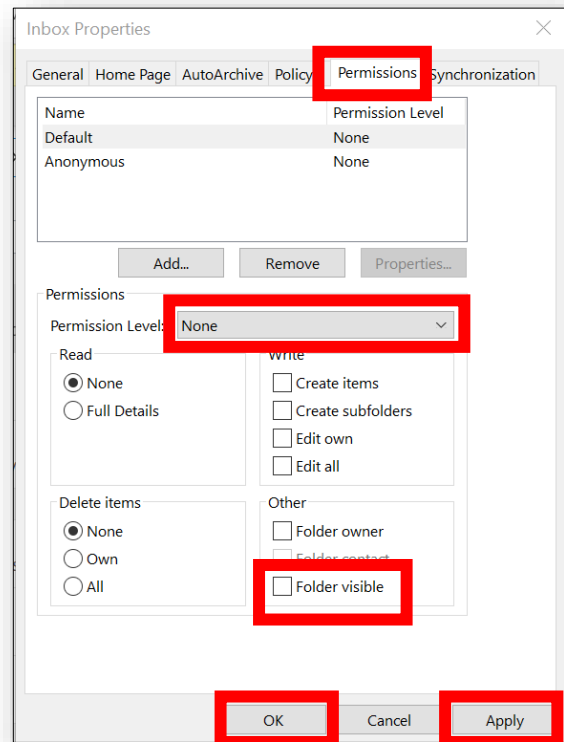 Inbox Properties
General Home Page AutoArchive Policy Permissions Synchronization
Name Permission Level
Default None
Anonymous None
Add... Remove Properties...
Permissions
Permission Level: None
Read
None
Full Details
Write
Create items
Create subfolders
Edit own
Edit all
Delete items
None
Own
All
Other
Folder owner
Folder contact
Folder visible
OK Cancel Apply